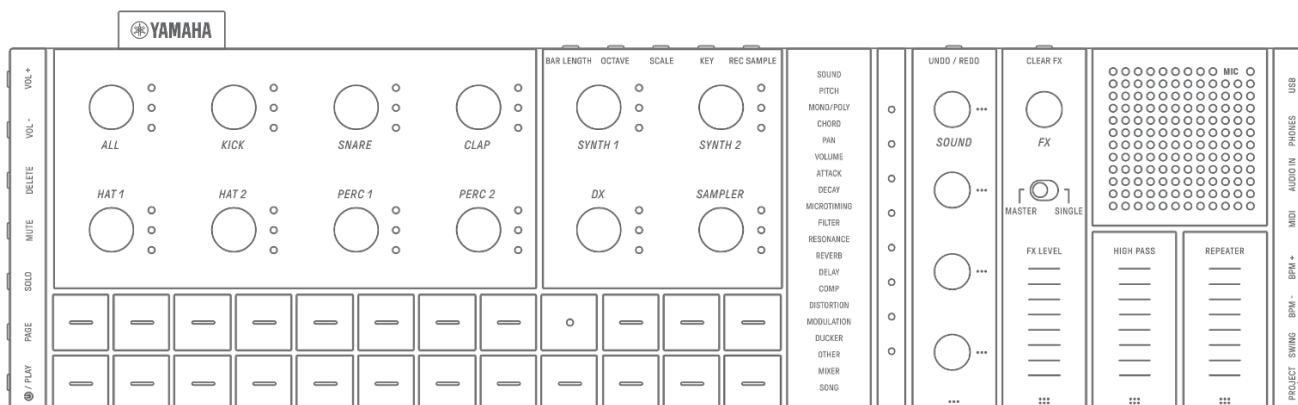 YAMAHA
VOL +
VOL -
DELETE
MUTE
SOLO
PAGE
/ PLAY
ALL
KICK
SNARE
CLAP
HAT 1
HAT 2
PERC 1
PERC 2
BAR LENGTH
OCTAVE
SCALE
KEY
REC SAMPLE
SYNTH 1
SYNTH 2
DX
SAMPLER
SOUND
PITCH
MONO/POLY
CHORD
PAN
VOLUME
ATTACK
DECAY
MICROTIMING
FILTER
RESONANCE
REVERB
DELAY
COMP
DISTORTION
MODULATION
DUCKER
OTHER
MIXER
SONG
UNDO / REDO
SOUND
CLEAR FX
FX
MASTER
SINGLE
FX LEVEL
MIC
HIGH PASS
REPEATER
USB
PHONES
AUDIO IN
MIDI
BPM +
BPM -
SWING
PROJECT